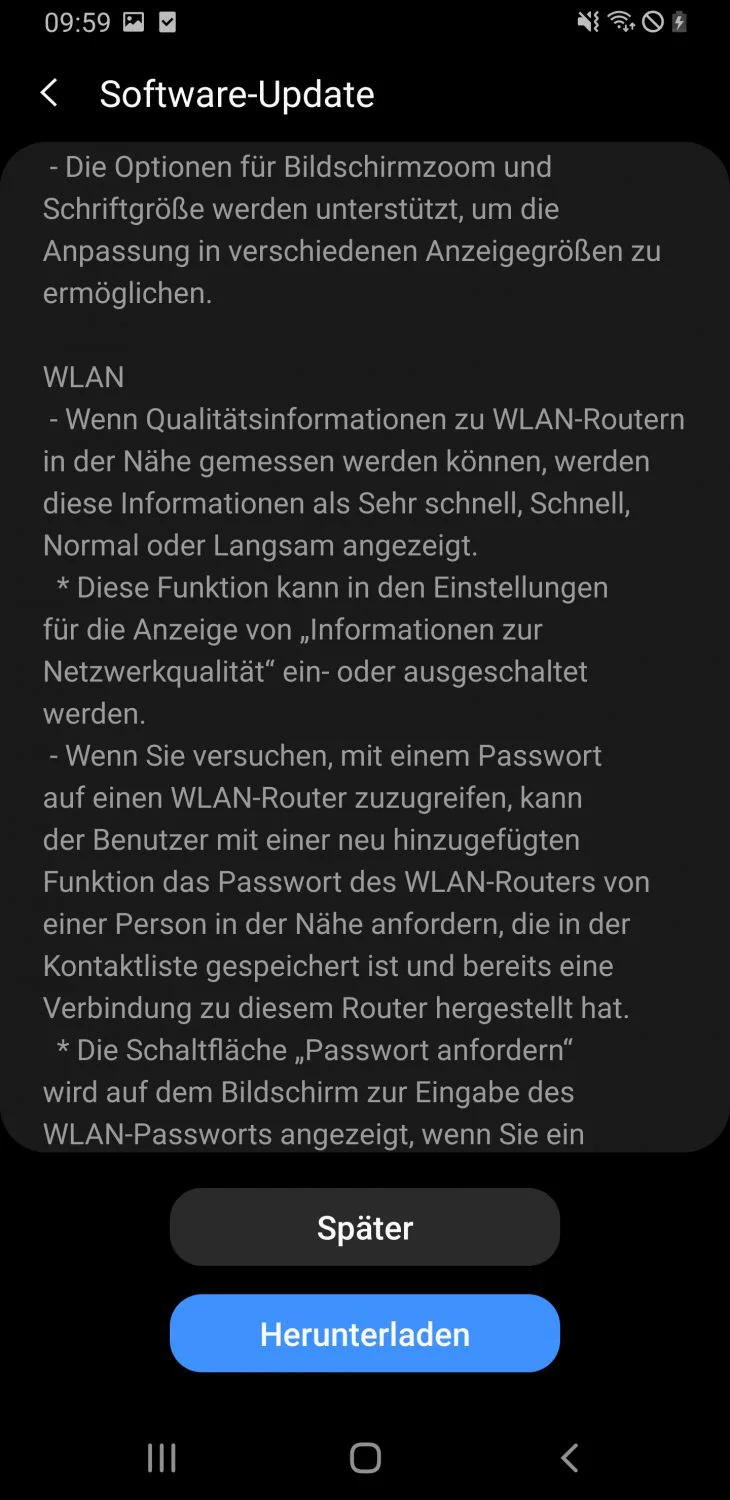 09:59
Software-Update
- Die Optionen für Bildschirmzoom und
Schriftgröße werden unterstützt, um die
Anpassung in verschiedenen Anzeigegrößen zu
ermöglichen.
WLAN
- Wenn Qualitätsinformationen zu WLAN-Routern
in der Nähe gemessen werden können, werden
diese Informationen als Sehr schnell, Schnell,
Normal oder Langsam angezeigt.
* Diese Funktion kann in den Einstellungen
für die Anzeige von „Informationen zur
Netzwerkqualität“ ein- oder ausgeschaltet
werden.
- Wenn Sie versuchen, mit einem Passwort
auf einen WLAN-Router zuzugreifen, kann
der Benutzer mit einer neu hinzugefügten
Funktion das Passwort des WLAN-Routers von
einer Person in der Nähe anfordern, die in der
Kontaktliste gespeichert ist und bereits eine
Verbindung zu diesem Router hergestellt hat.
* Die Schaltfläche „Passwort anfordern“
wird auf dem Bildschirm zur Eingabe des
WLAN-Passworts angezeigt, wenn Sie ein
Später
Herunterladen